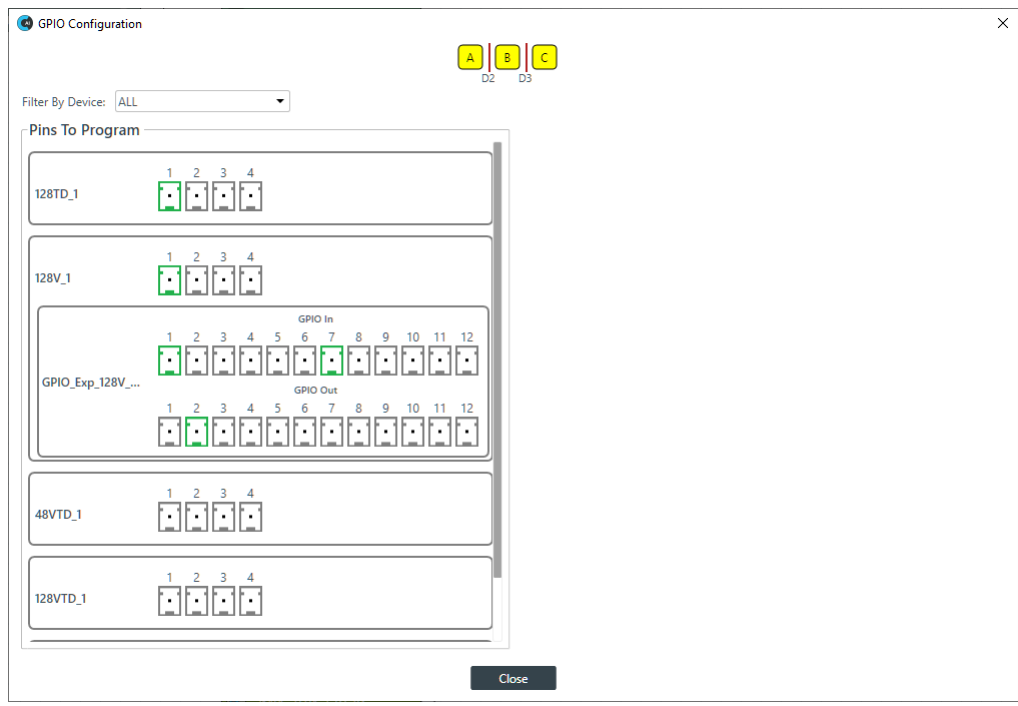 GPIO Configuration
A B C
D2 D3
Filter By Device: ALL
Pins To Program
1 2 3 4
128TD_1
1 2 3 4
128V_1
GPIO In
1 2 3 4 5 6 7 8 9 10 11 12
GPIO_Exp_128V_...
GPIO Out
1 2 3 4 5 6 7 8 9 10 11 12
1 2 3 4
48VTD_1
1 2 3 4
128VTD_1
Close